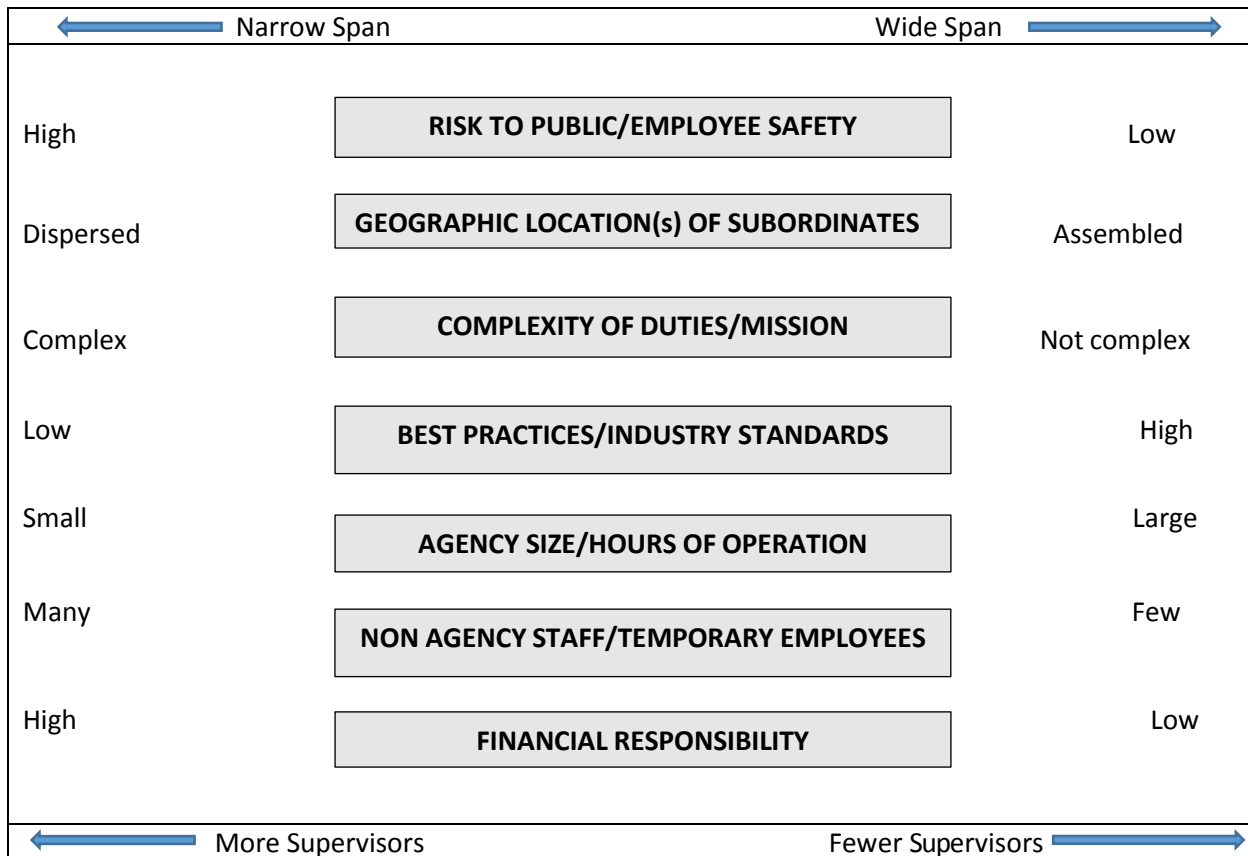 Narrow Span Wide Span
High RISK TO PUBLIC/EMPLOYEE SAFETY Low
Dispersed GEOGRAPHIC LOCATION(s) OF SUBORDINATES Assembled
Complex COMPLEXITY OF DUTIES/MISSION Not complex
Low BEST PRACTICES/INDUSTRY STANDARDS High
Small AGENCY SIZE/HOURS OF OPERATION Large
Many NON AGENCY STAFF/TEMPORARY EMPLOYEES Few
High FINANCIAL RESPONSIBILITY Low
More Supervisors Fewer Supervisors